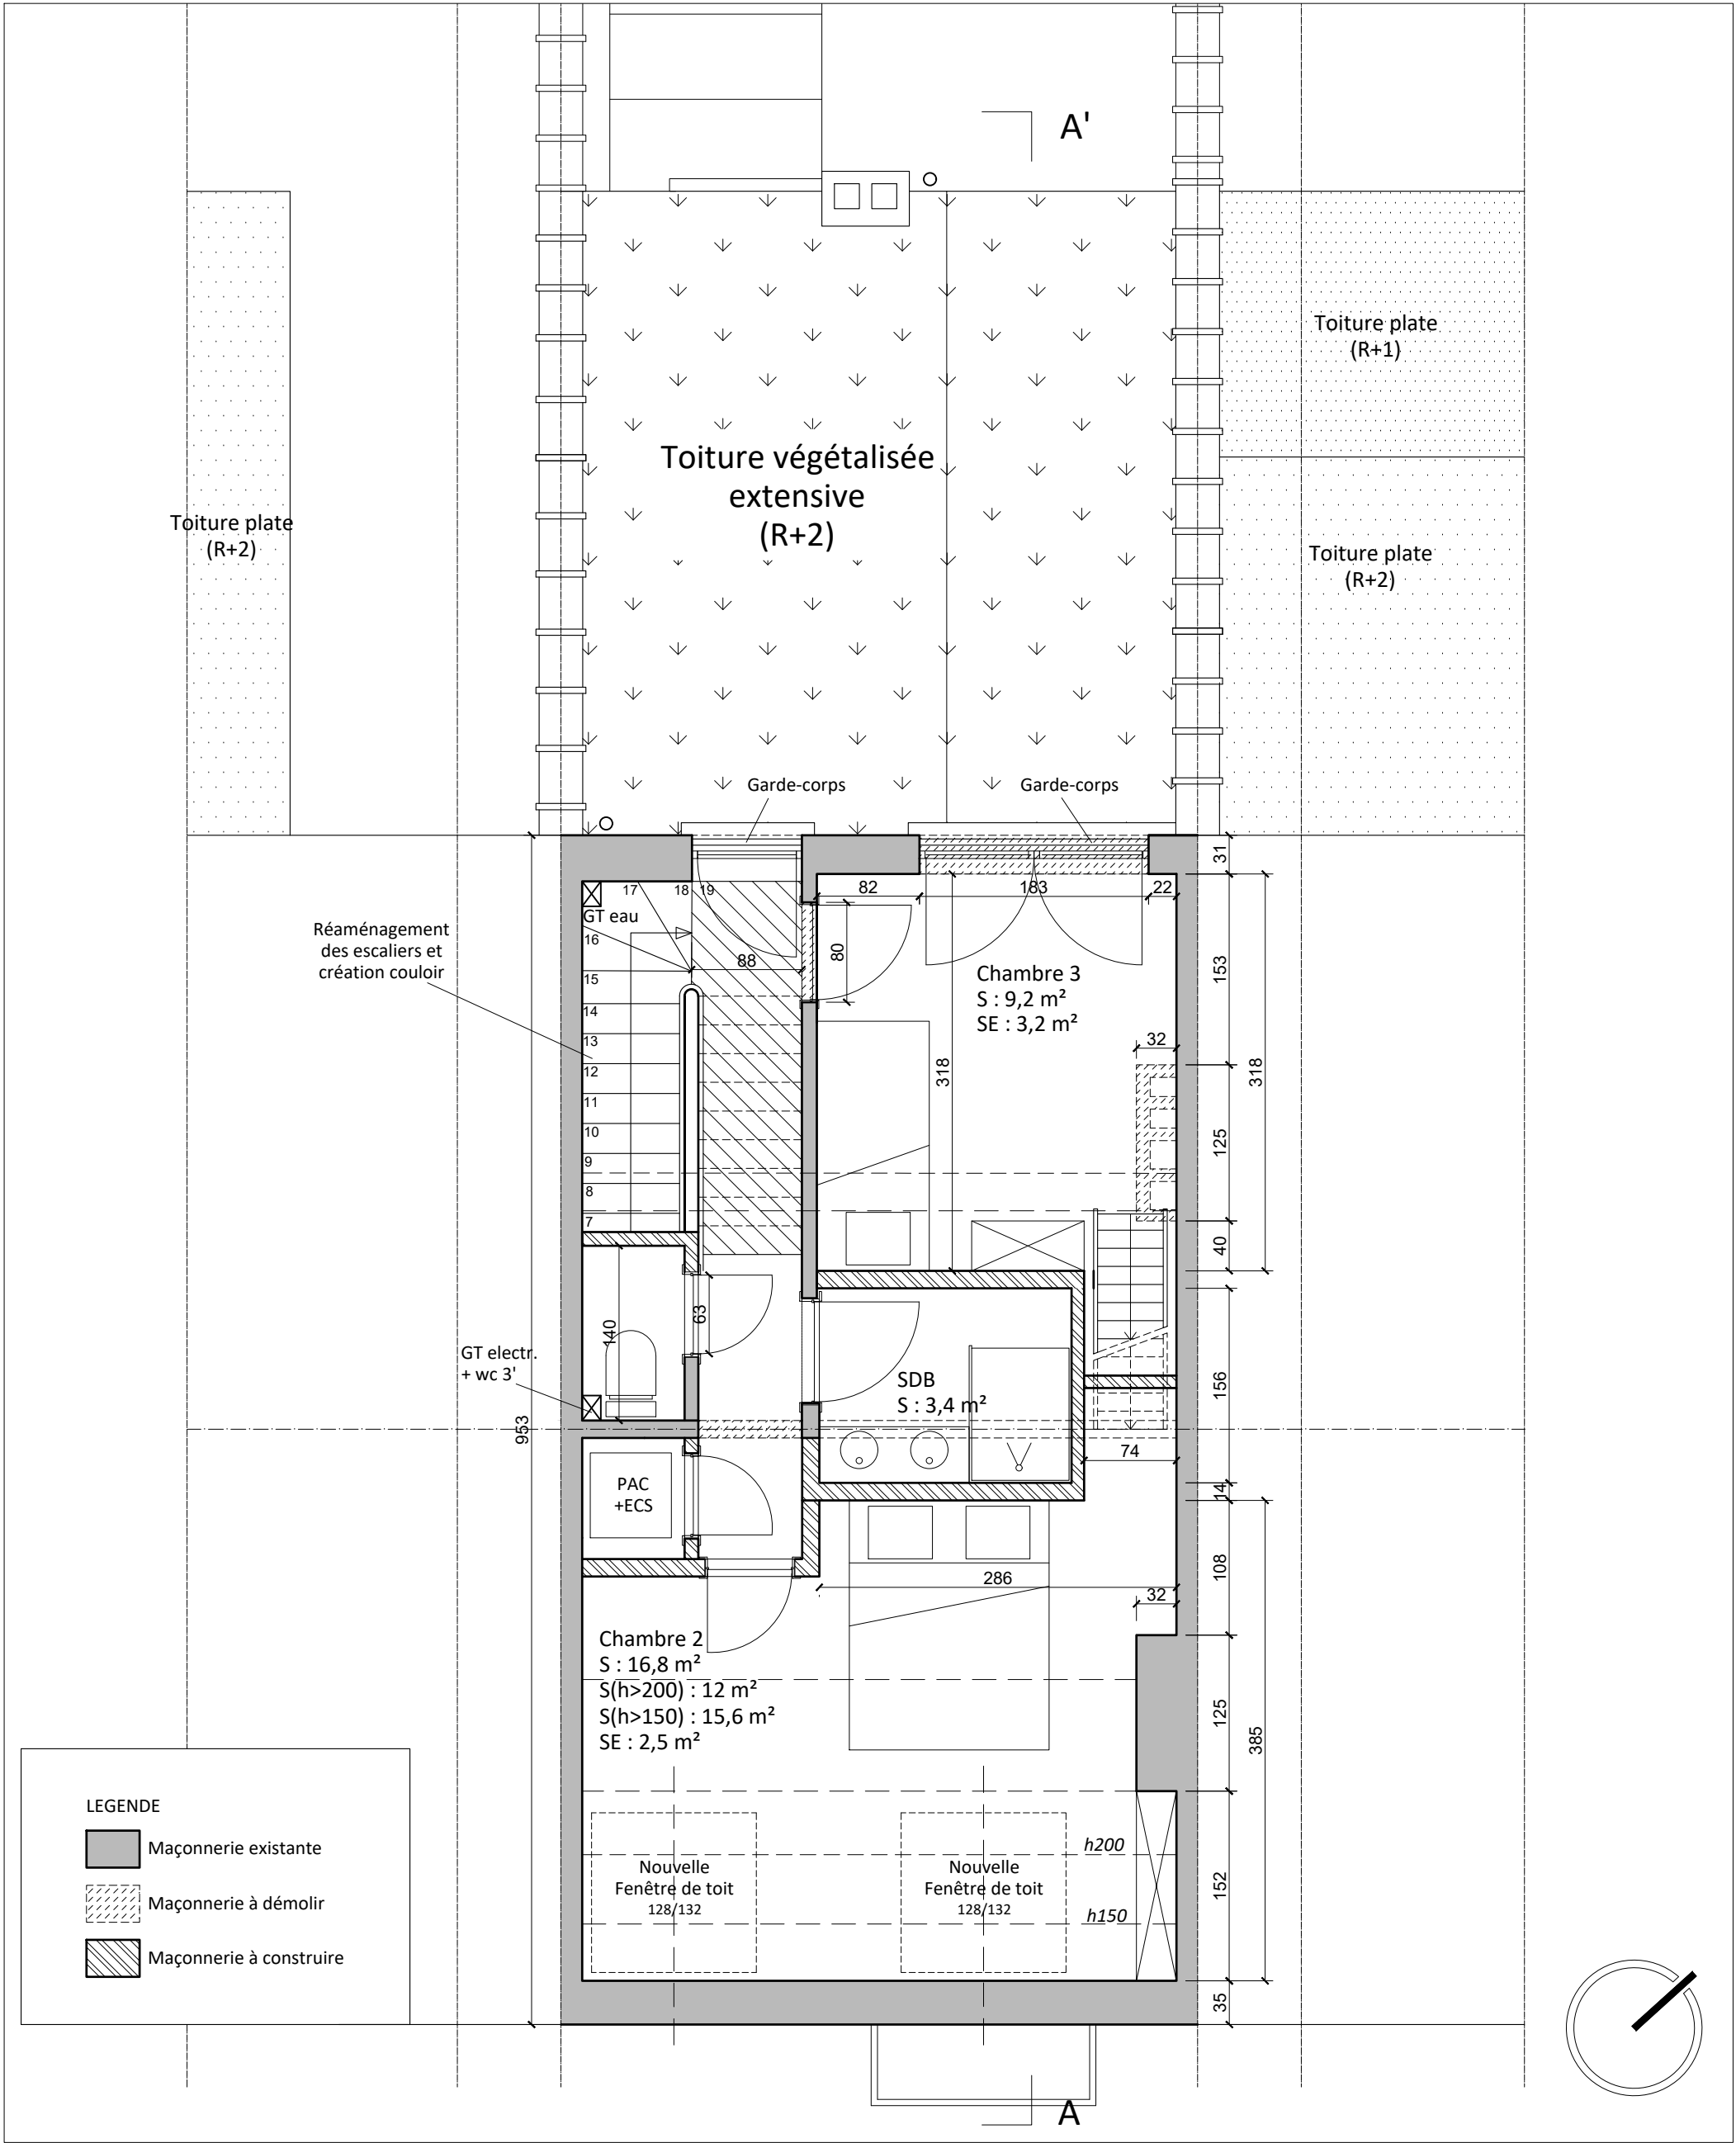 A'
Toiture plate
(R+1)
Toiture végétalisée
extensive
(R+2)
Toiture plate
(R+2)
Toiture plate
(R+2)
Garde-corps
Garde-corps
31
17
18
19
82
183
22
GT eau
16
Réaménagement
des escaliers et
création couloir
88
80
153
15
Chambre 3
S : 9,2 m²
SE : 3,2 m²
14
13
32
12
318
318
11
10
125
9
8
7
40
63
140
GT electr.
+ wc 3'
SDB
S : 3,4 m²
156
953
74
PAC
+ECS
14
108
286
32
Chambre 2
S : 16,8 m²
S(h>200) : 12 m²
S(h>150) : 15,6 m²
SE : 2,5 m²
125
385
LEGENDE
Maçonnerie existante
Maçonnerie à démolir
Maçonnerie à construire
h200
Nouvelle
Fenêtre de toit
128/132
Nouvelle
Fenêtre de toit
128/132
152
h150
35
A